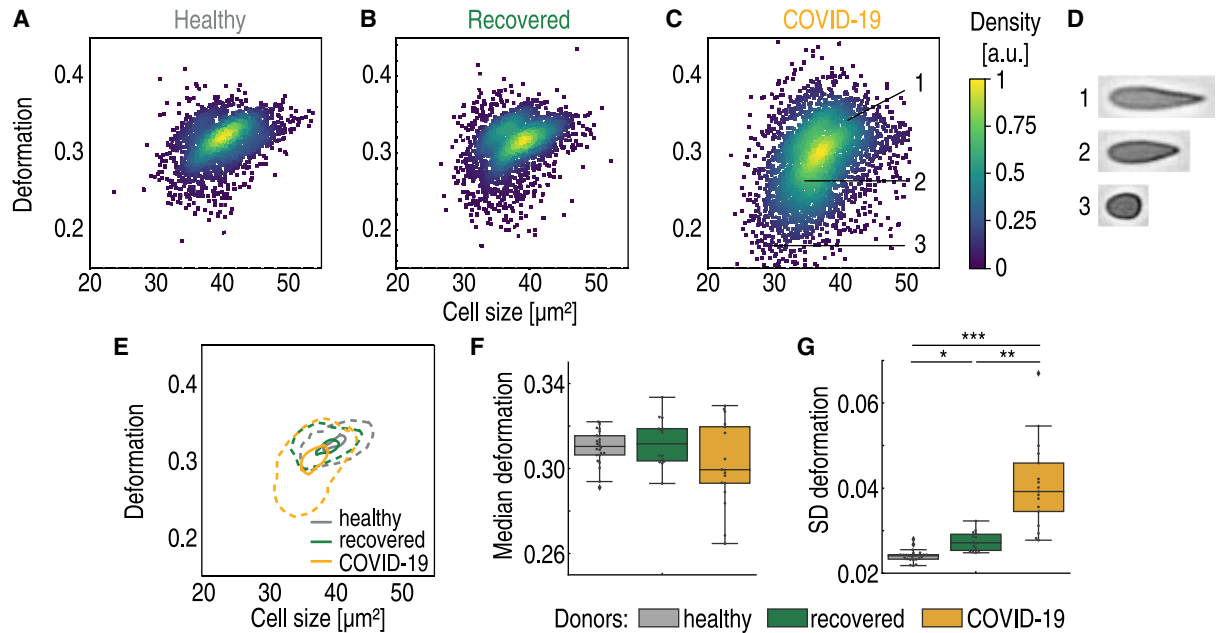 A Healthy B Recovered C COVID-19 Density [a.u.] D
Deformation
0.4
0.3
0.2
20 30 40 50
0.4
0.3
0.2
20 30 40 50
0.4
0.3
0.2
20 30 40 50
Cell size [µm²]
1
2
3
1
0.75
0.5
0.25
0
1
2
3
E
Deformation
0.4
0.3
0.2
healthy
recovered
COVID-19
20 30 40 50
Cell size [µm²]
F
Median deformation
0.34
0.30
0.26
G
SD deformation
***
* **
0.06
0.04
0.02
Donors: healthy recovered COVID-19